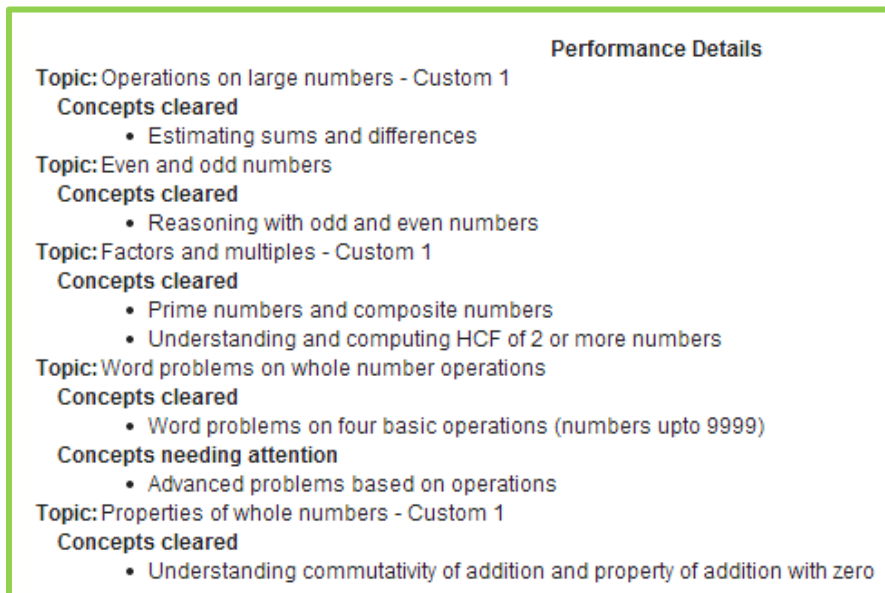 Performance Details
Topic: Operations on large numbers - Custom 1
Concepts cleared
• Estimating sums and differences
Topic: Even and odd numbers
Concepts cleared
• Reasoning with odd and even numbers
Topic: Factors and multiples - Custom 1
Concepts cleared
• Prime numbers and composite numbers
• Understanding and computing HCF of 2 or more numbers
Topic: Word problems on whole number operations
Concepts cleared
• Word problems on four basic operations (numbers upto 9999)
Concepts needing attention
• Advanced problems based on operations
Topic: Properties of whole numbers - Custom 1
Concepts cleared
• Understanding commutativity of addition and property of addition with zero